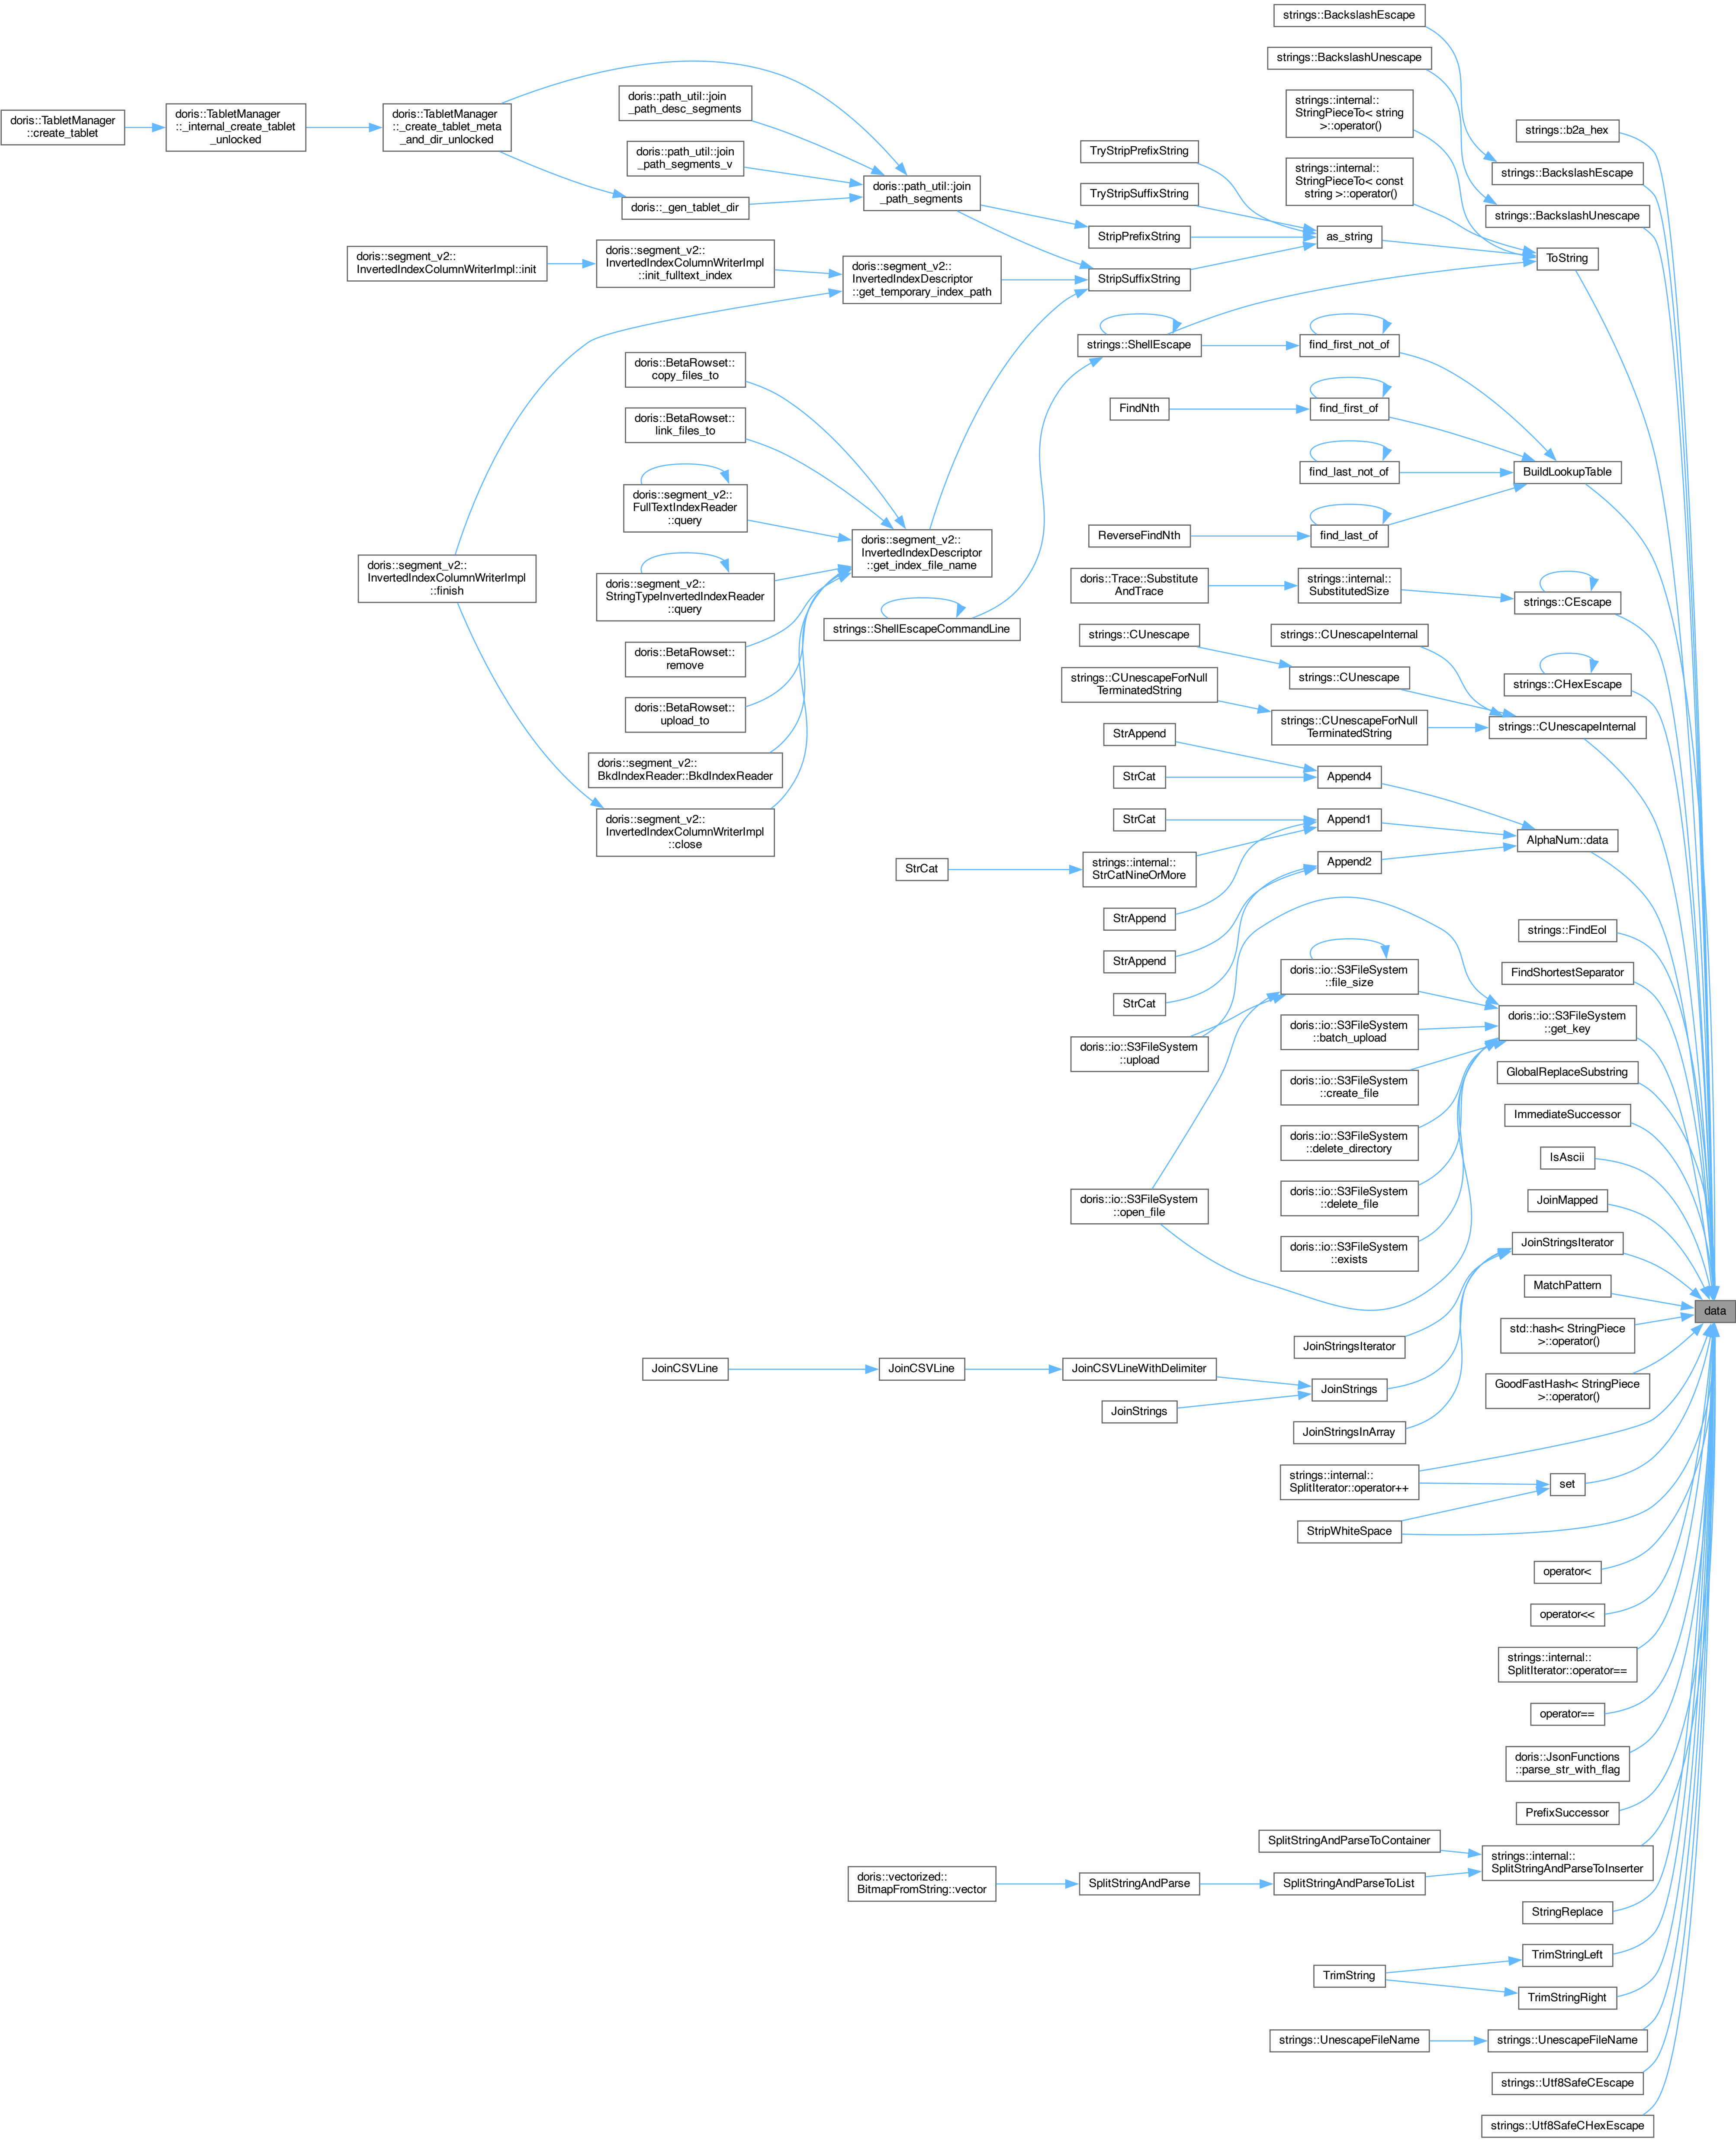 strings::BackslashEscape
strings::BackslashUnescape
strings::internal::
StringPieceTo< string
>::operator()
strings::b2a_hex
doris::TabletManager
::create_tablet
doris::TabletManager
::_internal_create_tablet
_unlocked
doris::TabletManager
::_create_tablet_meta
_and_dir_unlocked
doris::path_util::join
_path_desc_segments
doris::path_util::join
_path_segments_v
doris::_gen_tablet_dir
doris::path_util::join
_path_segments
TryStripPrefixString
TryStripSuffixString
StripPrefixString
StripSuffixString
strings::internal::
StringPieceTo< const
string >::operator()
as_string
strings::BackslashEscape
strings::BackslashUnescape
ToString
doris::segment_v2::
InvertedIndexColumnWriterImpl::init
doris::segment_v2::
InvertedIndexColumnWriterImpl
::init_fulltext_index
doris::segment_v2::
InvertedIndexDescriptor
::get_temporary_index_path
strings::ShellEscape
find_first_not_of
doris::BetaRowset::
copy_files_to
doris::BetaRowset::
link_files_to
FindNth
find_first_of
find_last_not_of
BuildLookupTable
doris::segment_v2::
FullTextIndexReader
::query
ReverseFindNth
find_last_of
doris::segment_v2::
InvertedIndexDescriptor
::get_index_file_name
doris::segment_v2::
InvertedIndexColumnWriterImpl
::finish
doris::segment_v2::
StringTypeInvertedIndexReader
::query
doris::Trace::Substitute
AndTrace
strings::internal::
SubstitutedSize
strings::CEscape
strings::ShellEscapeCommandLine
doris::BetaRowset::
remove
strings::CUnescape
strings::CUnescapeInternal
strings::CUnescapeForNull
TerminatedString
strings::CUnescape
strings::CHexEscape
doris::BetaRowset::
upload_to
strings::CUnescapeForNull
TerminatedString
strings::CUnescapeInternal
doris::segment_v2::
BkdIndexReader::BkdIndexReader
StrAppend
StrCat
Append4
doris::segment_v2::
InvertedIndexColumnWriterImpl
::close
StrCat
Append1
AlphaNum::data
StrCat
strings::internal::
StrCatNineOrMore
Append2
StrAppend
StrAppend
StrCat
strings::FindEol
FindShortestSeparator
doris::io::S3FileSystem
::file_size
doris::io::S3FileSystem
::get_key
doris::io::S3FileSystem
::upload
doris::io::S3FileSystem
::batch_upload
doris::io::S3FileSystem
::create_file
GlobalReplaceSubstring
ImmediateSuccessor
doris::io::S3FileSystem
::delete_directory
IsAscii
doris::io::S3FileSystem
::open_file
doris::io::S3FileSystem
::delete_file
JoinMapped
doris::io::S3FileSystem
::exists
JoinStringsIterator
MatchPattern
data
std::hash< StringPiece
>::operator()
JoinStringsIterator
JoinCSVLine
JoinCSVLine
JoinCSVLineWithDelimiter
JoinStrings
GoodFastHash< StringPiece
>::operator()
JoinStrings
JoinStringsInArray
strings::internal::
SplitIterator::operator++
set
StripWhiteSpace
operator<
operator<<
strings::internal::
SplitIterator::operator==
operator==
doris::JsonFunctions
::parse_str_with_flag
PrefixSuccessor
SplitStringAndParseToContainer
strings::internal::
SplitStringAndParseToInserter
doris::vectorized::
BitmapFromString::vector
SplitStringAndParse
SplitStringAndParseToList
StringReplace
TrimStringLeft
TrimString
TrimStringRight
strings::UnescapeFileName
strings::UnescapeFileName
strings::Utf8SafeCEscape
strings::Utf8SafeCHexEscape